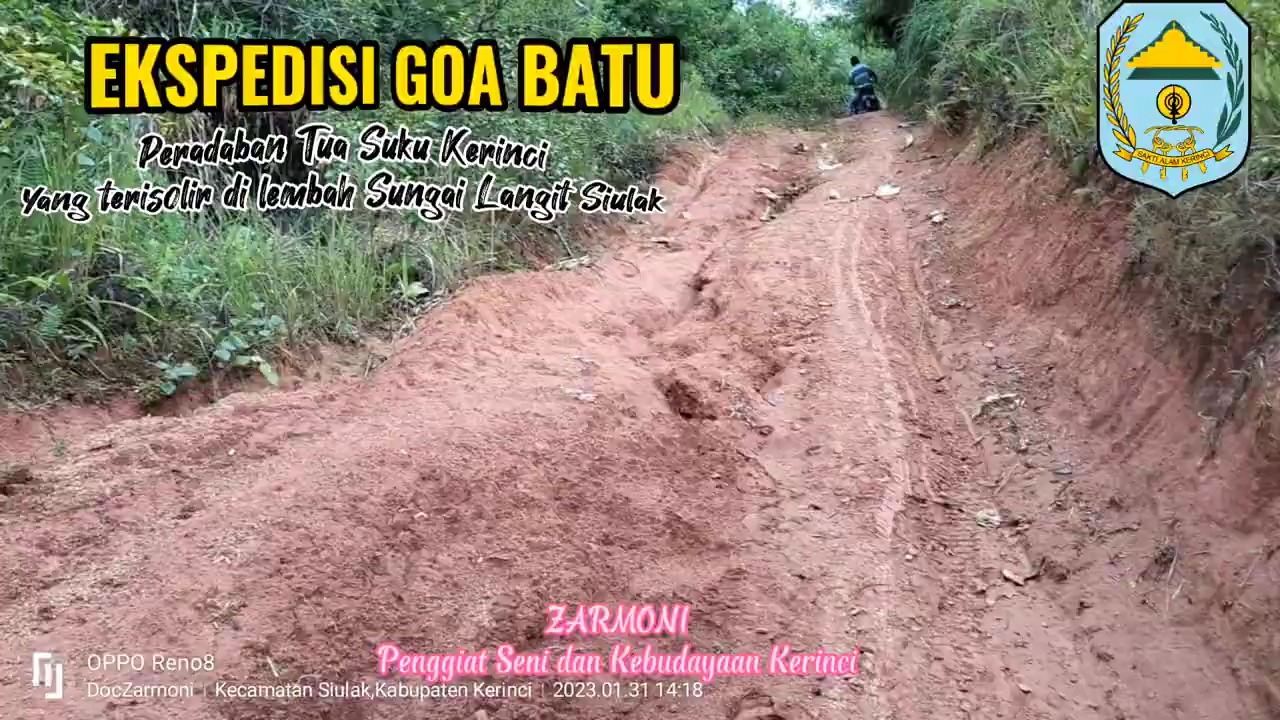 EKSPEDISI GOA BATU
Peradaban Tua Suku Kerinci
yang terisolir di lembah Sungai Langit Siulak
SAKTI ALAM KERINCI
ZARMONI
Penggiat Seni dan Kebudayaan Kerinci
OPPO Reno8
DocZarmoni | Kecamatan Siulak,Kabupaten Kerinci | 2023.01.31 14:18